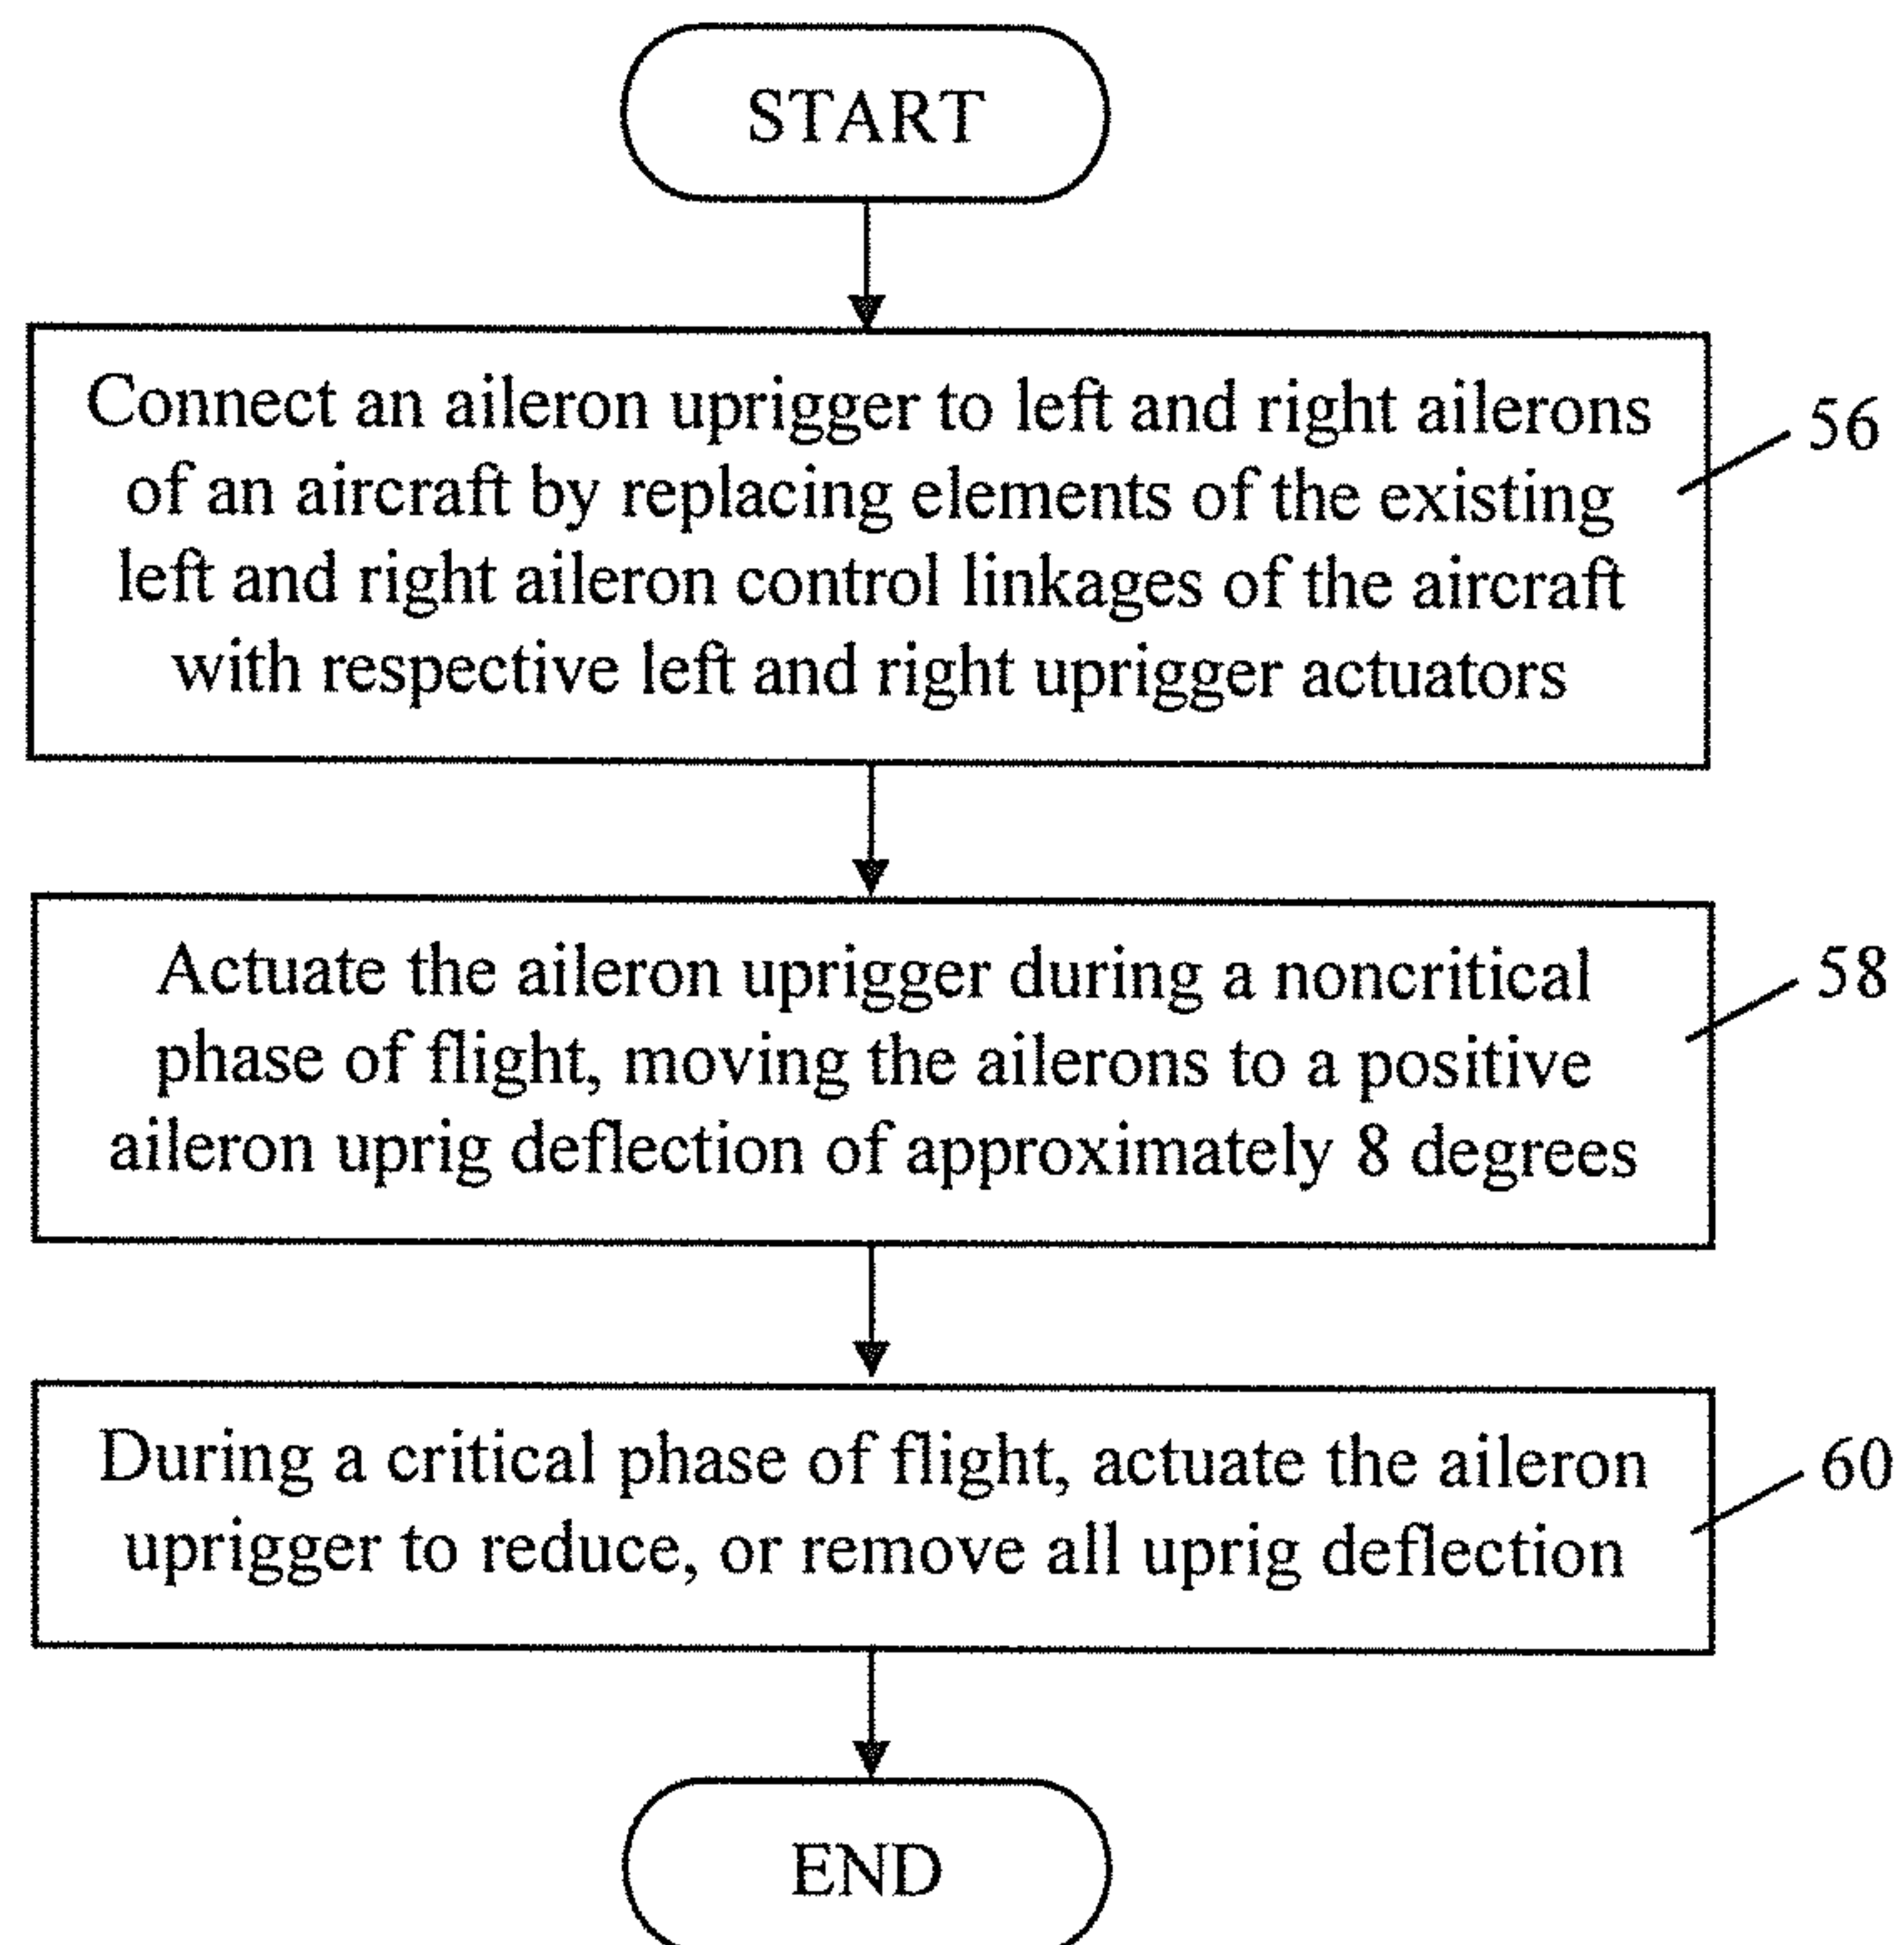 START
Connect an aileron uprigger to left and right ailerons
of an aircraft by replacing elements of the existing
left and right aileron control linkages of the aircraft
with respective left and right uprigger actuators
56
Actuate the aileron uprigger during a noncritical
phase of flight, moving the ailerons to a positive
aileron uprig deflection of approximately 8 degrees
58
During a critical phase of flight, actuate the aileron
uprigger to reduce, or remove all uprig deflection
60
END